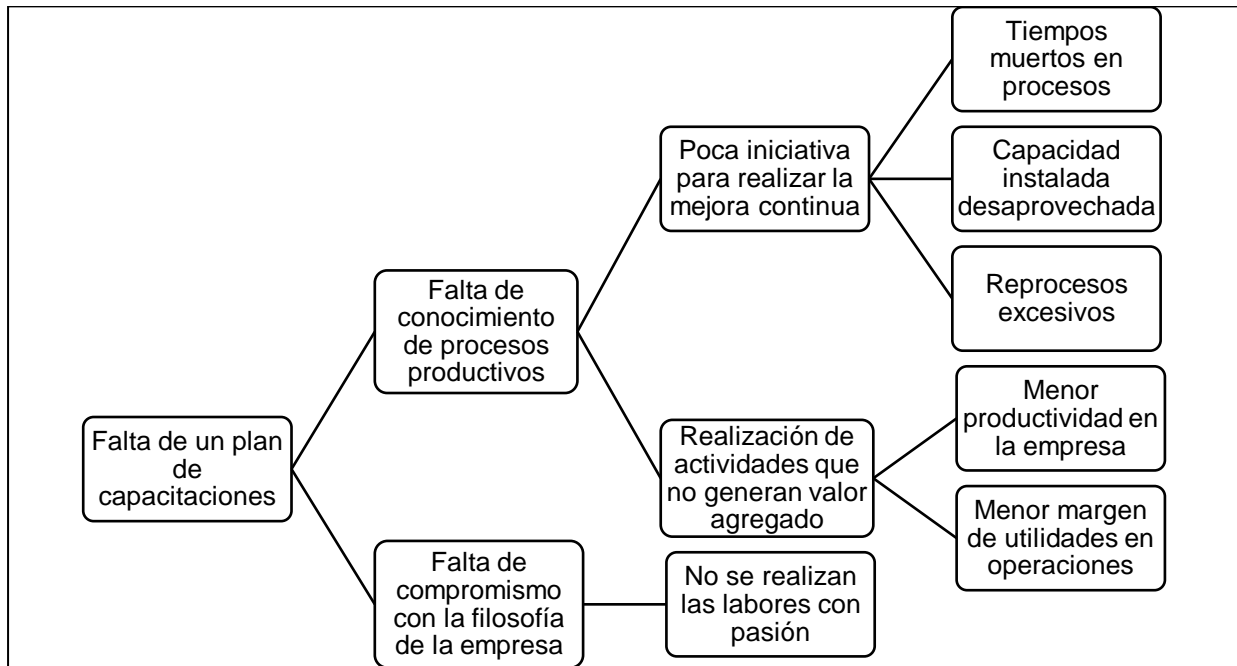 Falta de un plan
de
capacitaciones
Falta de
conocimiento
de procesos
productivos
Poca iniciativa
para realizar la
mejora continua
Tiempos
muertos en
procesos
Capacidad
instalada
desaprovechada
Reprocesos
excesivos
Realización de
actividades que
no generan valor
agregado
Menor
productividad en
la empresa
Menor margen
de utilidades en
operaciones
Falta de
compromismo
con la filosofía
de la empresa
No se realizan
las labores con
pasión